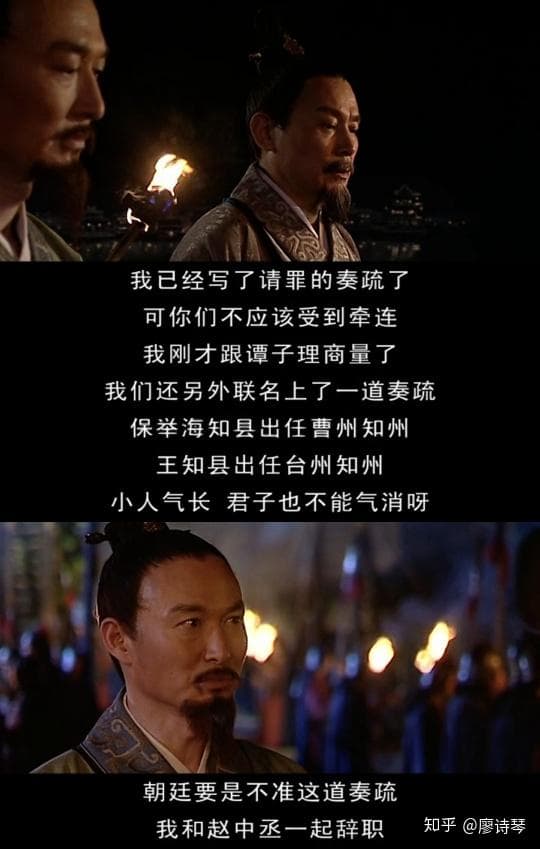 我已经写了请罪的奏疏了
可你们不应该受到牵连
我刚才跟谭子理商量了
我们还另外联名上了一道奏疏
保举海知县出任曹州知州
王知县出任台州知州
小人气长 君子也不能气消呀
朝廷要是不准这道奏疏
我和赵中丞一起辞职
知乎 @廖诗琴